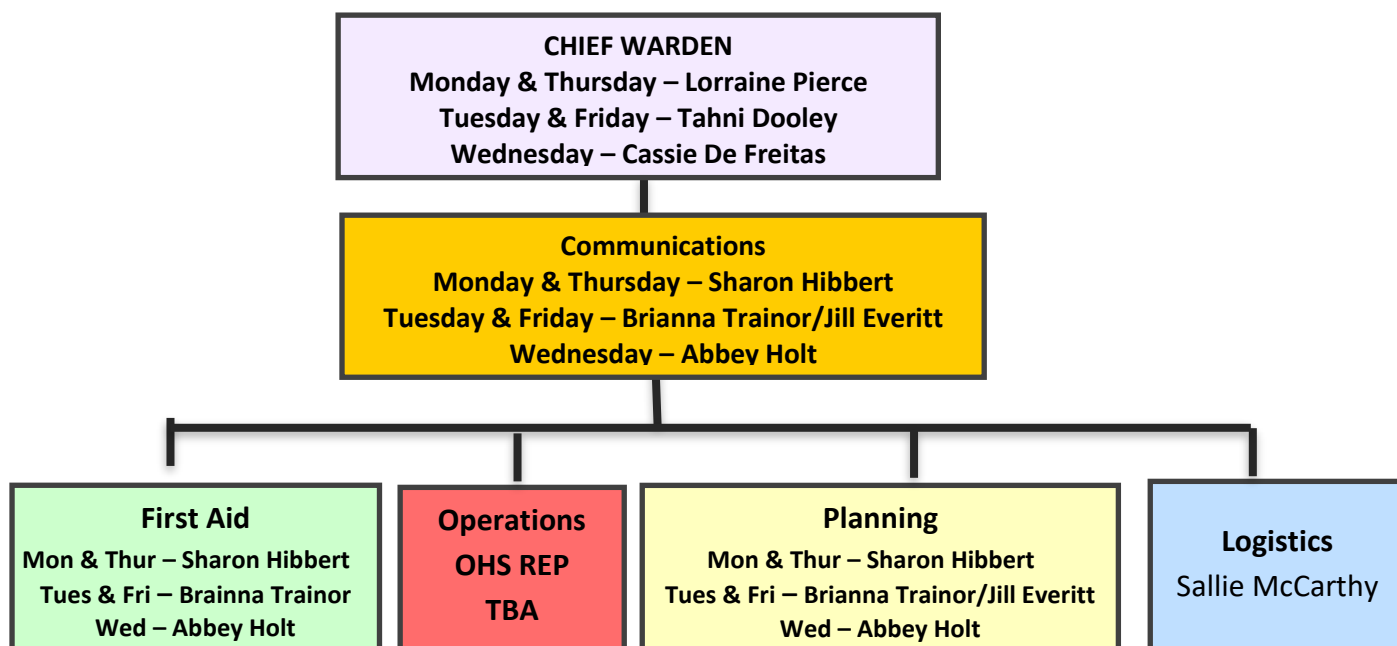 CHIEF WARDEN
Monday & Thursday – Lorraine Pierce
Tuesday & Friday – Tahni Dooley
Wednesday – Cassie De Freitas
Communications
Monday & Thursday – Sharon Hibbert
Tuesday & Friday – Brianna Trainor/Jill Everitt
Wednesday – Abbey Holt
First Aid
Mon & Thur – Sharon Hibbert
Tues & Fri – Brainna Trainor
Wed – Abbey Holt
Operations
OHS REP
TBA
Planning
Mon & Thur – Sharon Hibbert
Tues & Fri – Brianna Trainor/Jill Everitt
Wed – Abbey Holt
Logistics
Sallie McCarthy